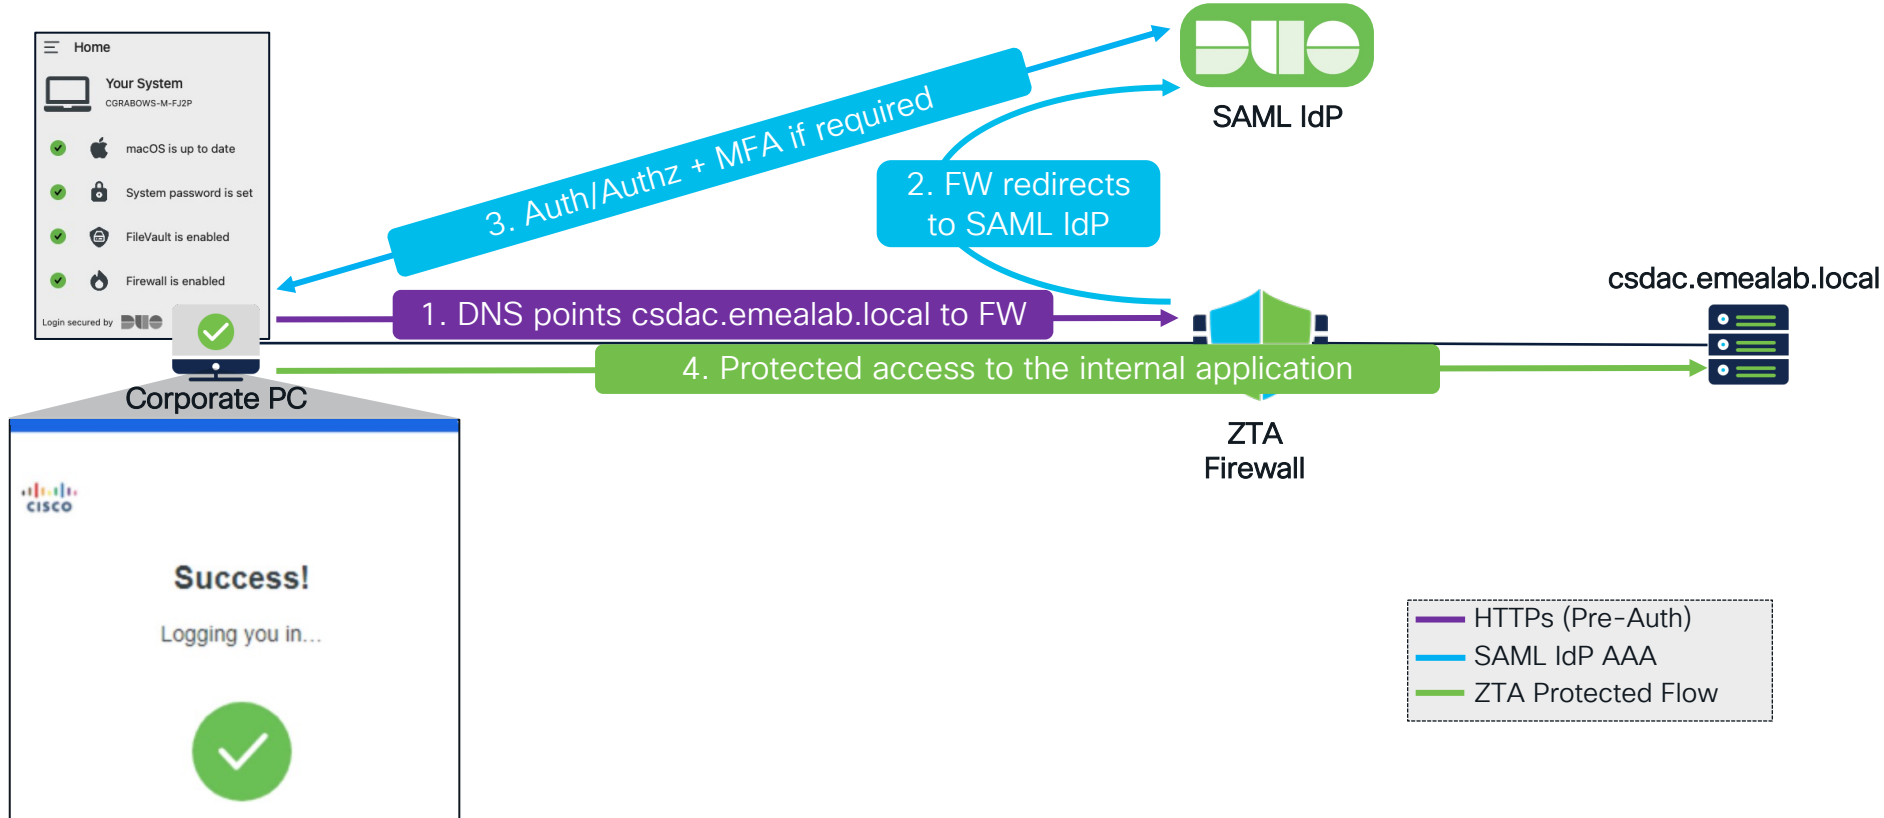 Home
Your System
CGRABOWS-M-FJ2P
macOS is up to date
System password is set
FileVault is enabled
Firewall is enabled
Login secured by DUO
DUO
SAML IdP
3. Auth/Authz + MFA if required
2. FW redirects
to SAML IdP
1. DNS points csdac.emealab.local to FW
csdac.emealab.local
4. Protected access to the internal application
Corporate PC
ZTA
Firewall
CISCO
Success!
Logging you in...
HTTPs (Pre-Auth)
SAML IdP AAA
ZTA Protected Flow